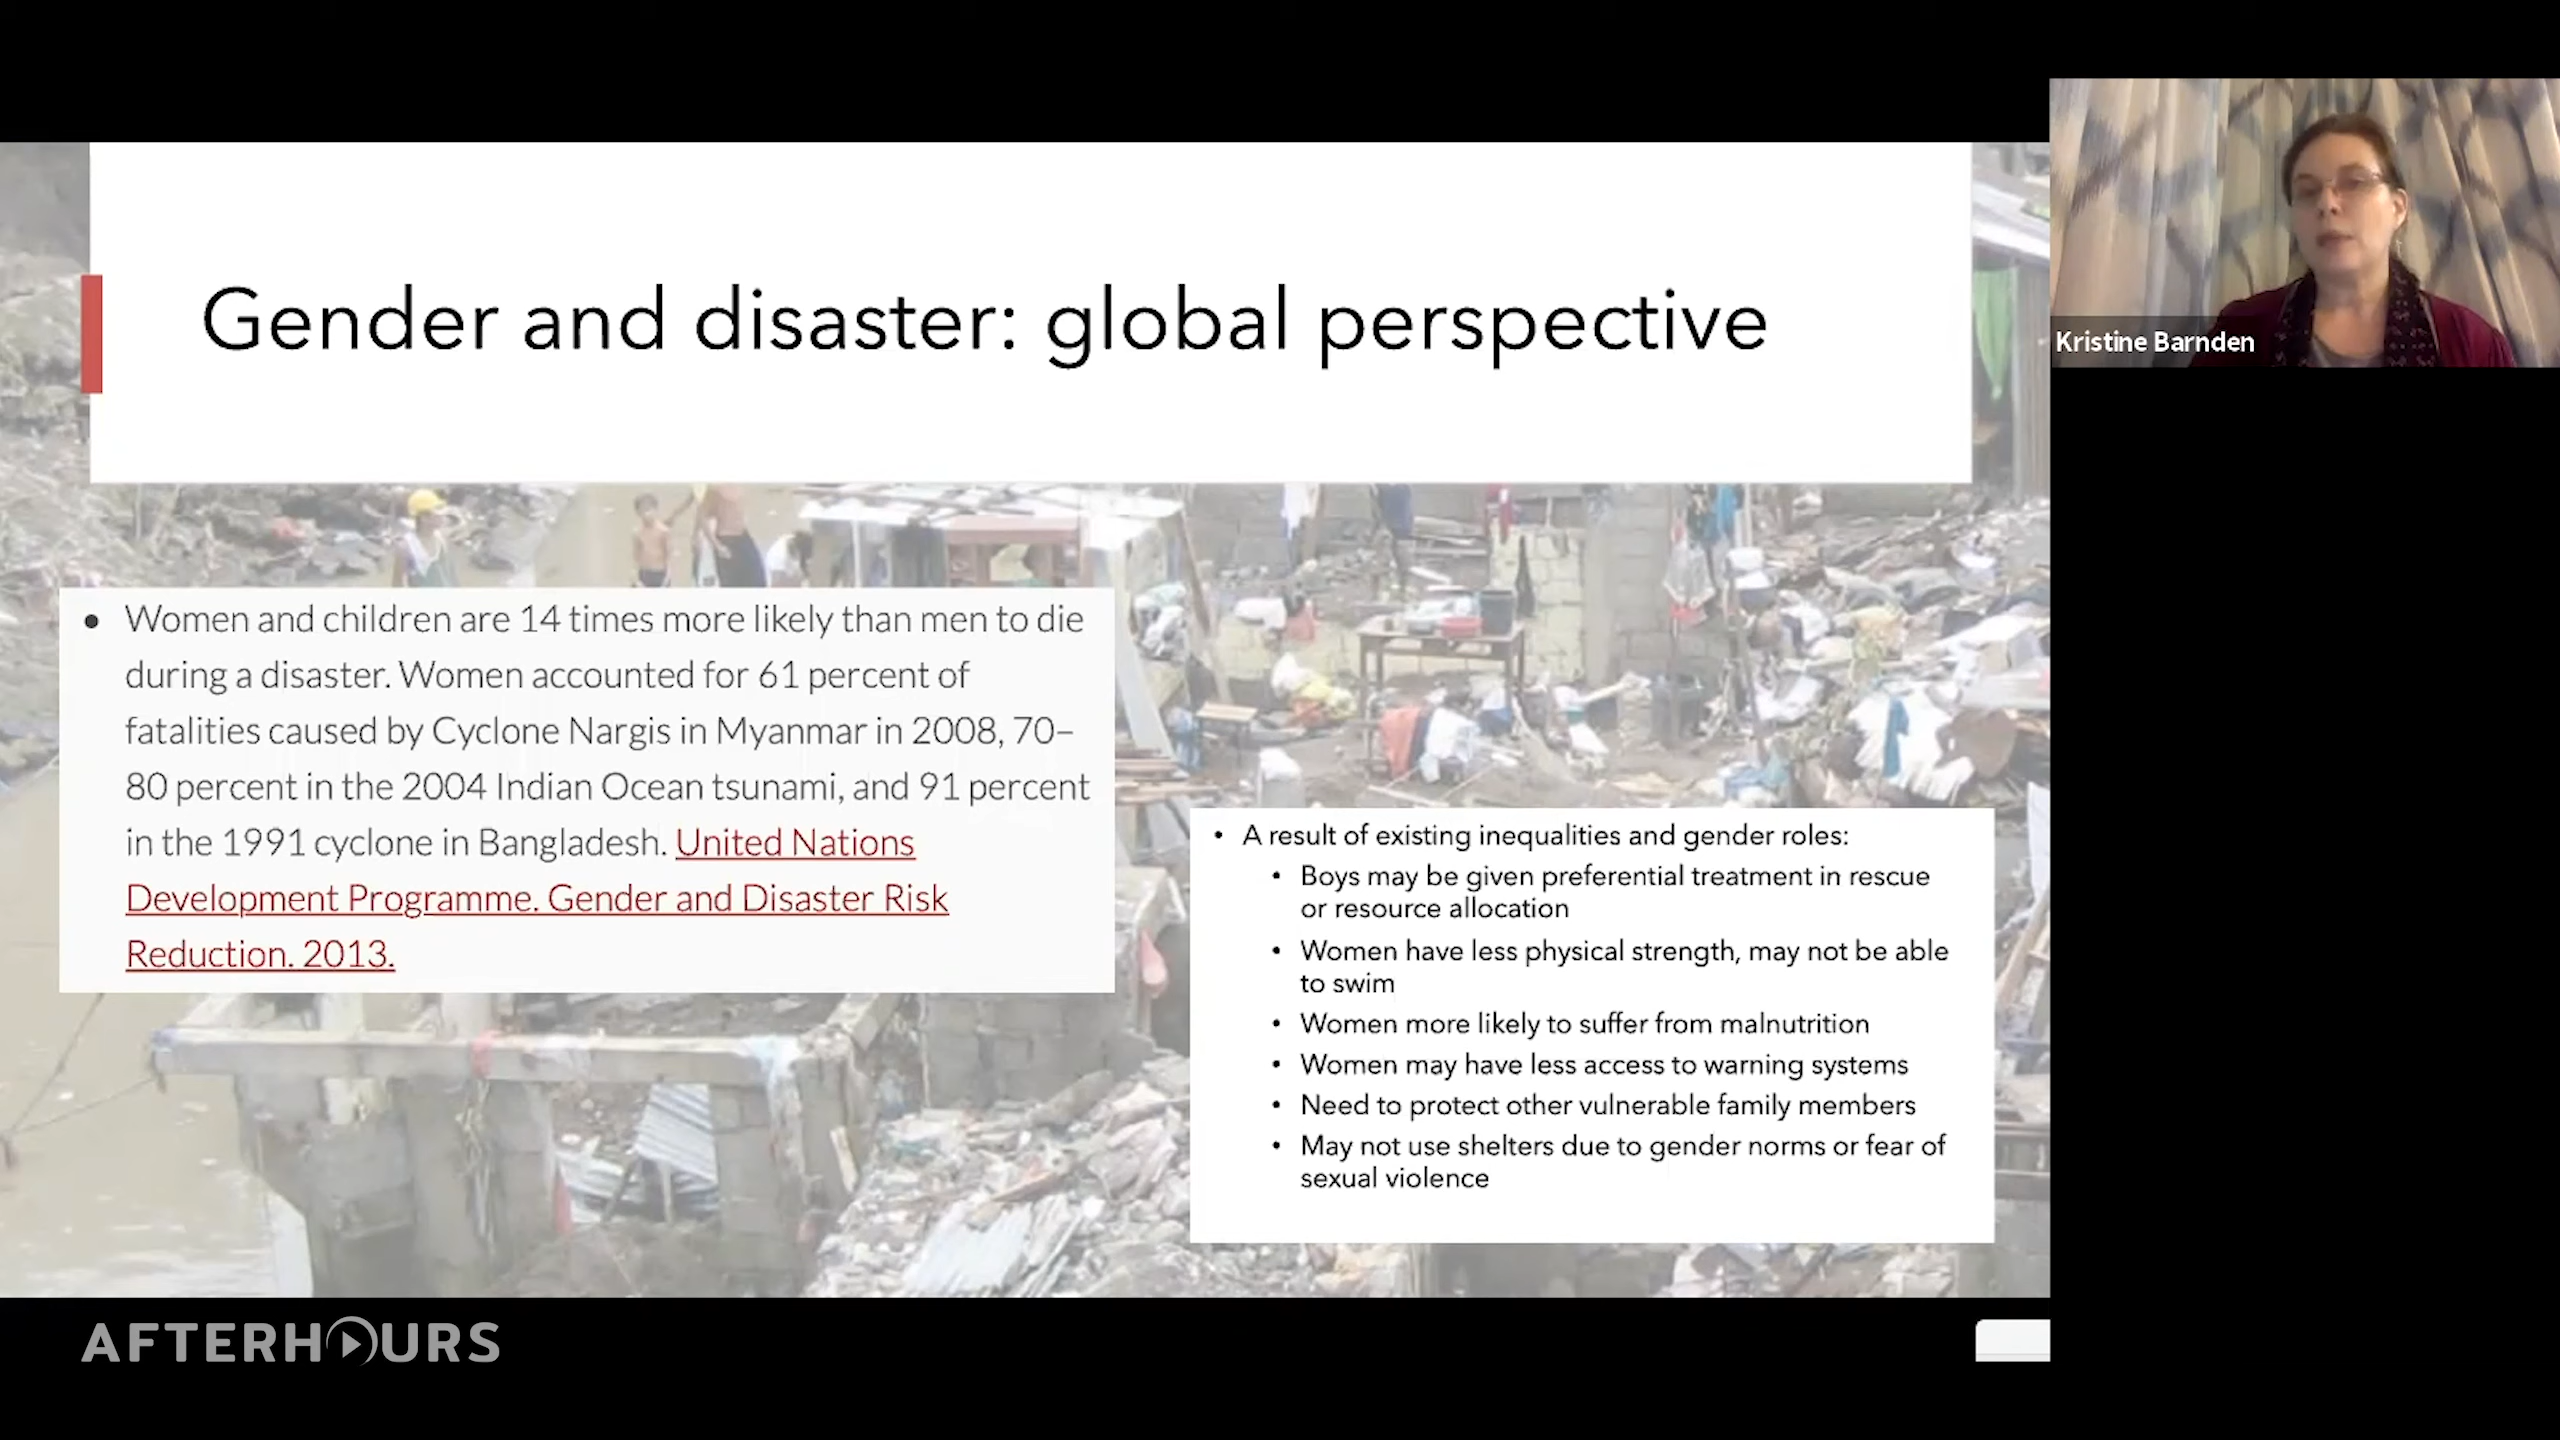 Gender and disaster: global perspective
Kristine Barnden
• Women and children are 14 times more likely than men to die
during a disaster. Women accounted for 61 percent of
fatalities caused by Cyclone Nargis in Myanmar in 2008, 70–
80 percent in the 2004 Indian Ocean tsunami, and 91 percent
in the 1991 cyclone in Bangladesh. United Nations
Development Programme. Gender and Disaster Risk
Reduction. 2013.
• A result of existing inequalities and gender roles:
• Boys may be given preferential treatment in rescue
or resource allocation
• Women have less physical strength, may not be able
to swim
• Women more likely to suffer from malnutrition
• Women may have less access to warning systems
• Need to protect other vulnerable family members
• May not use shelters due to gender norms or fear of
sexual violence
AFTERHOURS